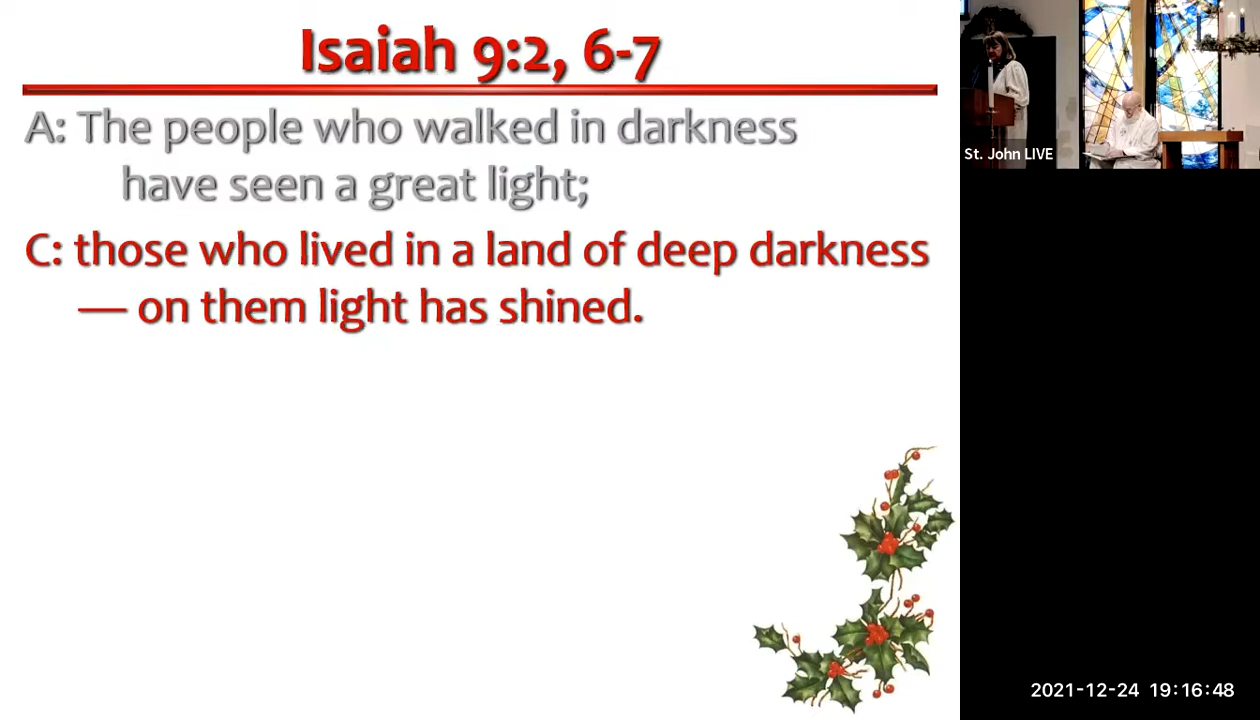 Isaiah 9:2, 6-7
A: The people who walked in darkness
have seen a great light;
C: those who lived in a land of deep darkness
— on them light has shined.
St. John LIVE
2021-12-24 19:16:48